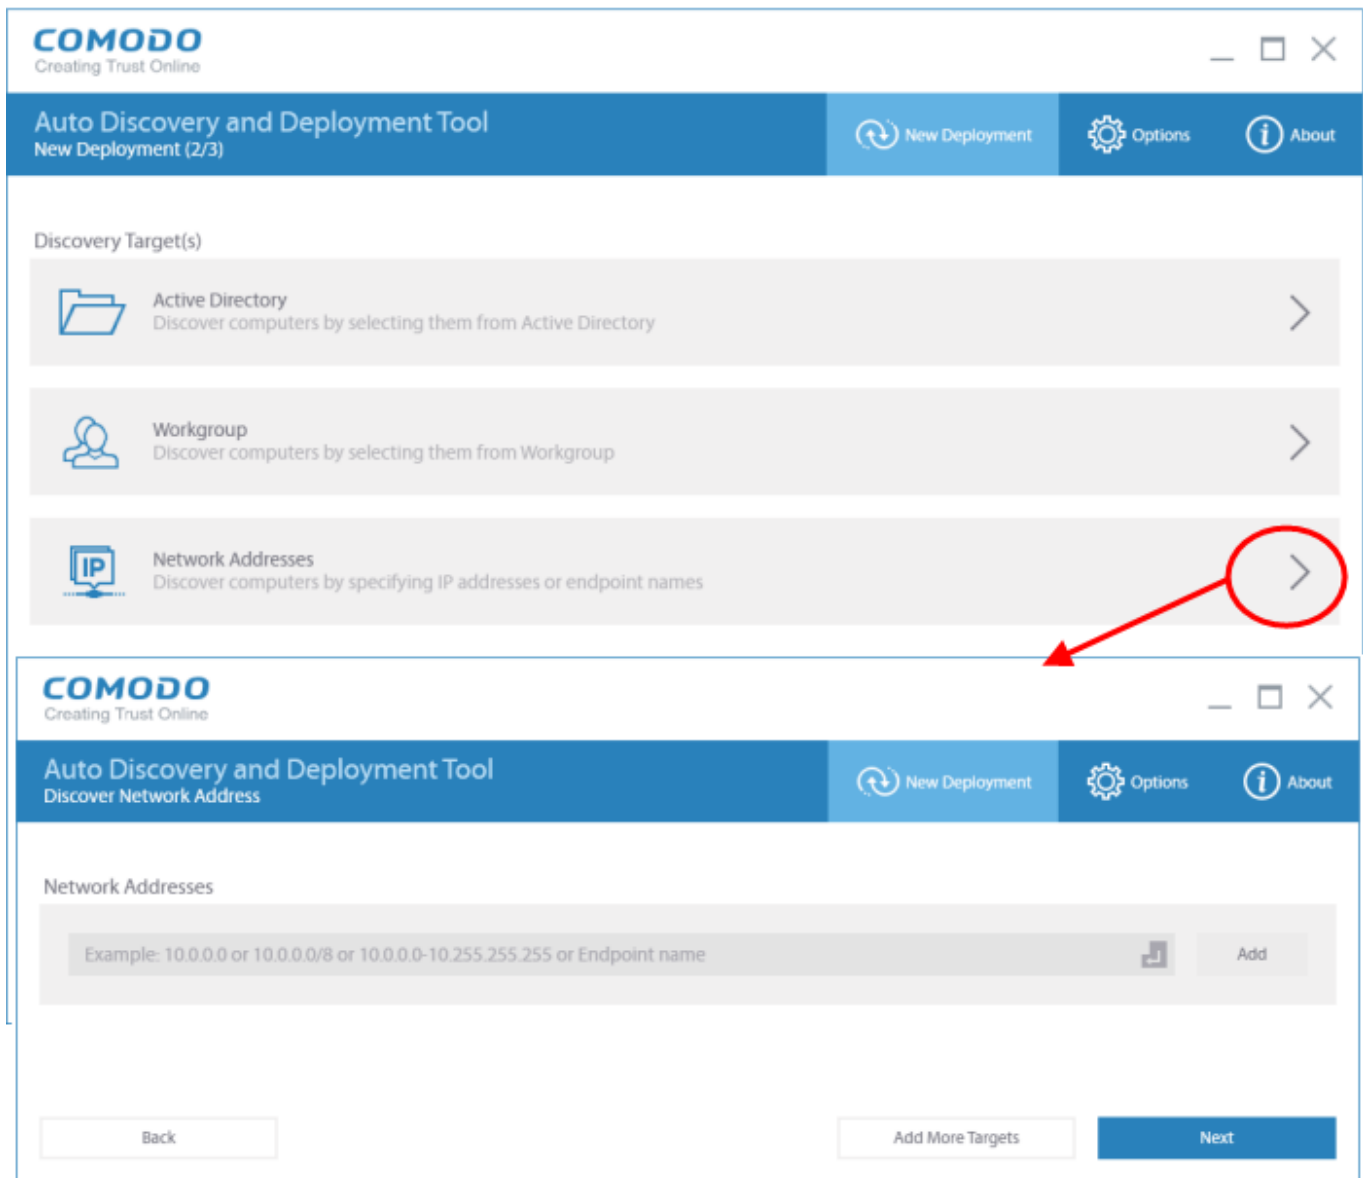 COMODO
Creating Trust Online
Auto Discovery and Deployment Tool
New Deployment (2/3)
New Deployment
Options
About
Discovery Target(s)
Active Directory
Discover computers by selecting them from Active Directory
Workgroup
Discover computers by selecting them from Workgroup
IP
Network Addresses
Discover computers by specifying IP addresses or endpoint names
COMODO
Creating Trust Online
Auto Discovery and Deployment Tool
Discover Network Address
New Deployment
Options
About
Network Addresses
Example: 10.0.0.0 or 10.0.0.0/8 or 10.0.0.0-10.255.255.255 or Endpoint name
Add
Back
Add More Targets
Next